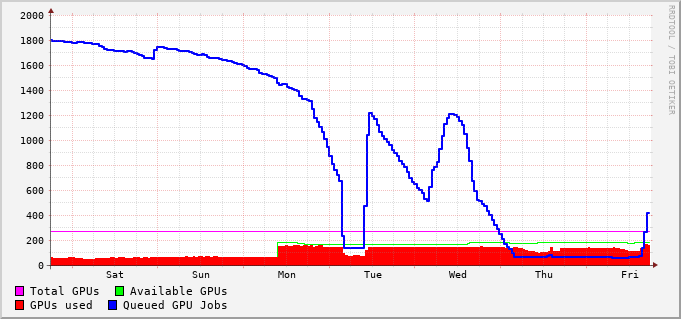 2000
1800
1600
1400
1200
1000
800
600
400
200
0
Sat Sun Mon Tue Wed Thu Fri
Total GPUs Available GPUs
GPUs used Queued GPU Jobs
RRDTOOL / TOBI OETIKER